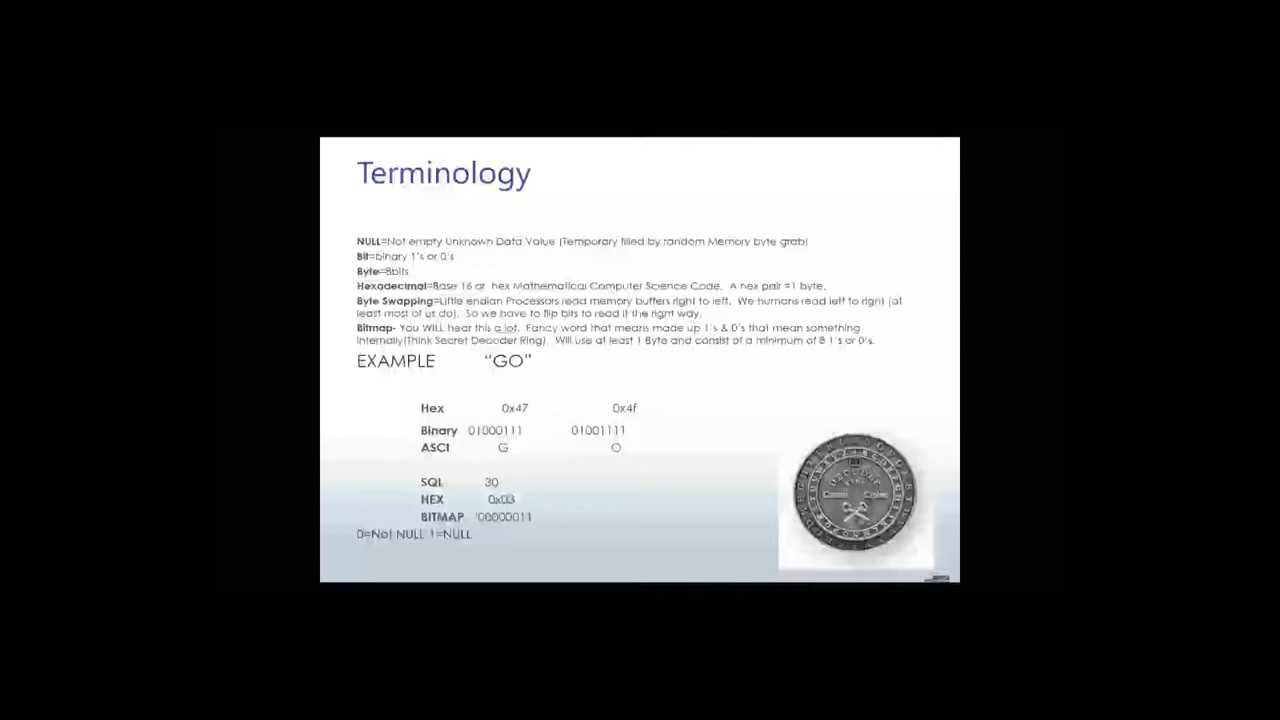 Terminology
NULL=Not empty Unknown Data Value (Temporary filled by random Memory byte grab)
Bit=binary 1's or 0's
Byte=8bits
Hexadecimal=Base 16 or hex Mathematical Computer Science Code. A hex pair =1 byte.
Byte Swapping=Little endian Processors read memory buffers right to left. We humans read left to right (at
least most of us do). So we have to flip bits to read it the right way.
Bitmap- You WILL hear this a lot. Fancy word that means made up 1's & 0's that mean something
internally(Think Secret Decoder Ring). Will use at least 1 Byte and consist of a minimum of 8 1's or 0's.
EXAMPLE "GO"
Hex 0x47 0x4f
Binary 01000111 01001111
ASCI G O
SQL 30
HEX 0x03
BITMAP '00000011
0=Not NULL 1=NULL